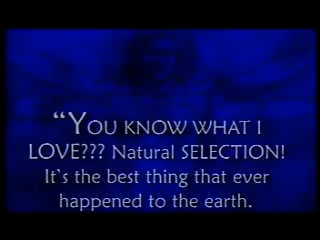 “YOU KNOW WHAT I
LOVE??? Natural SELECTION!
It's the best thing that ever
happened to the earth.